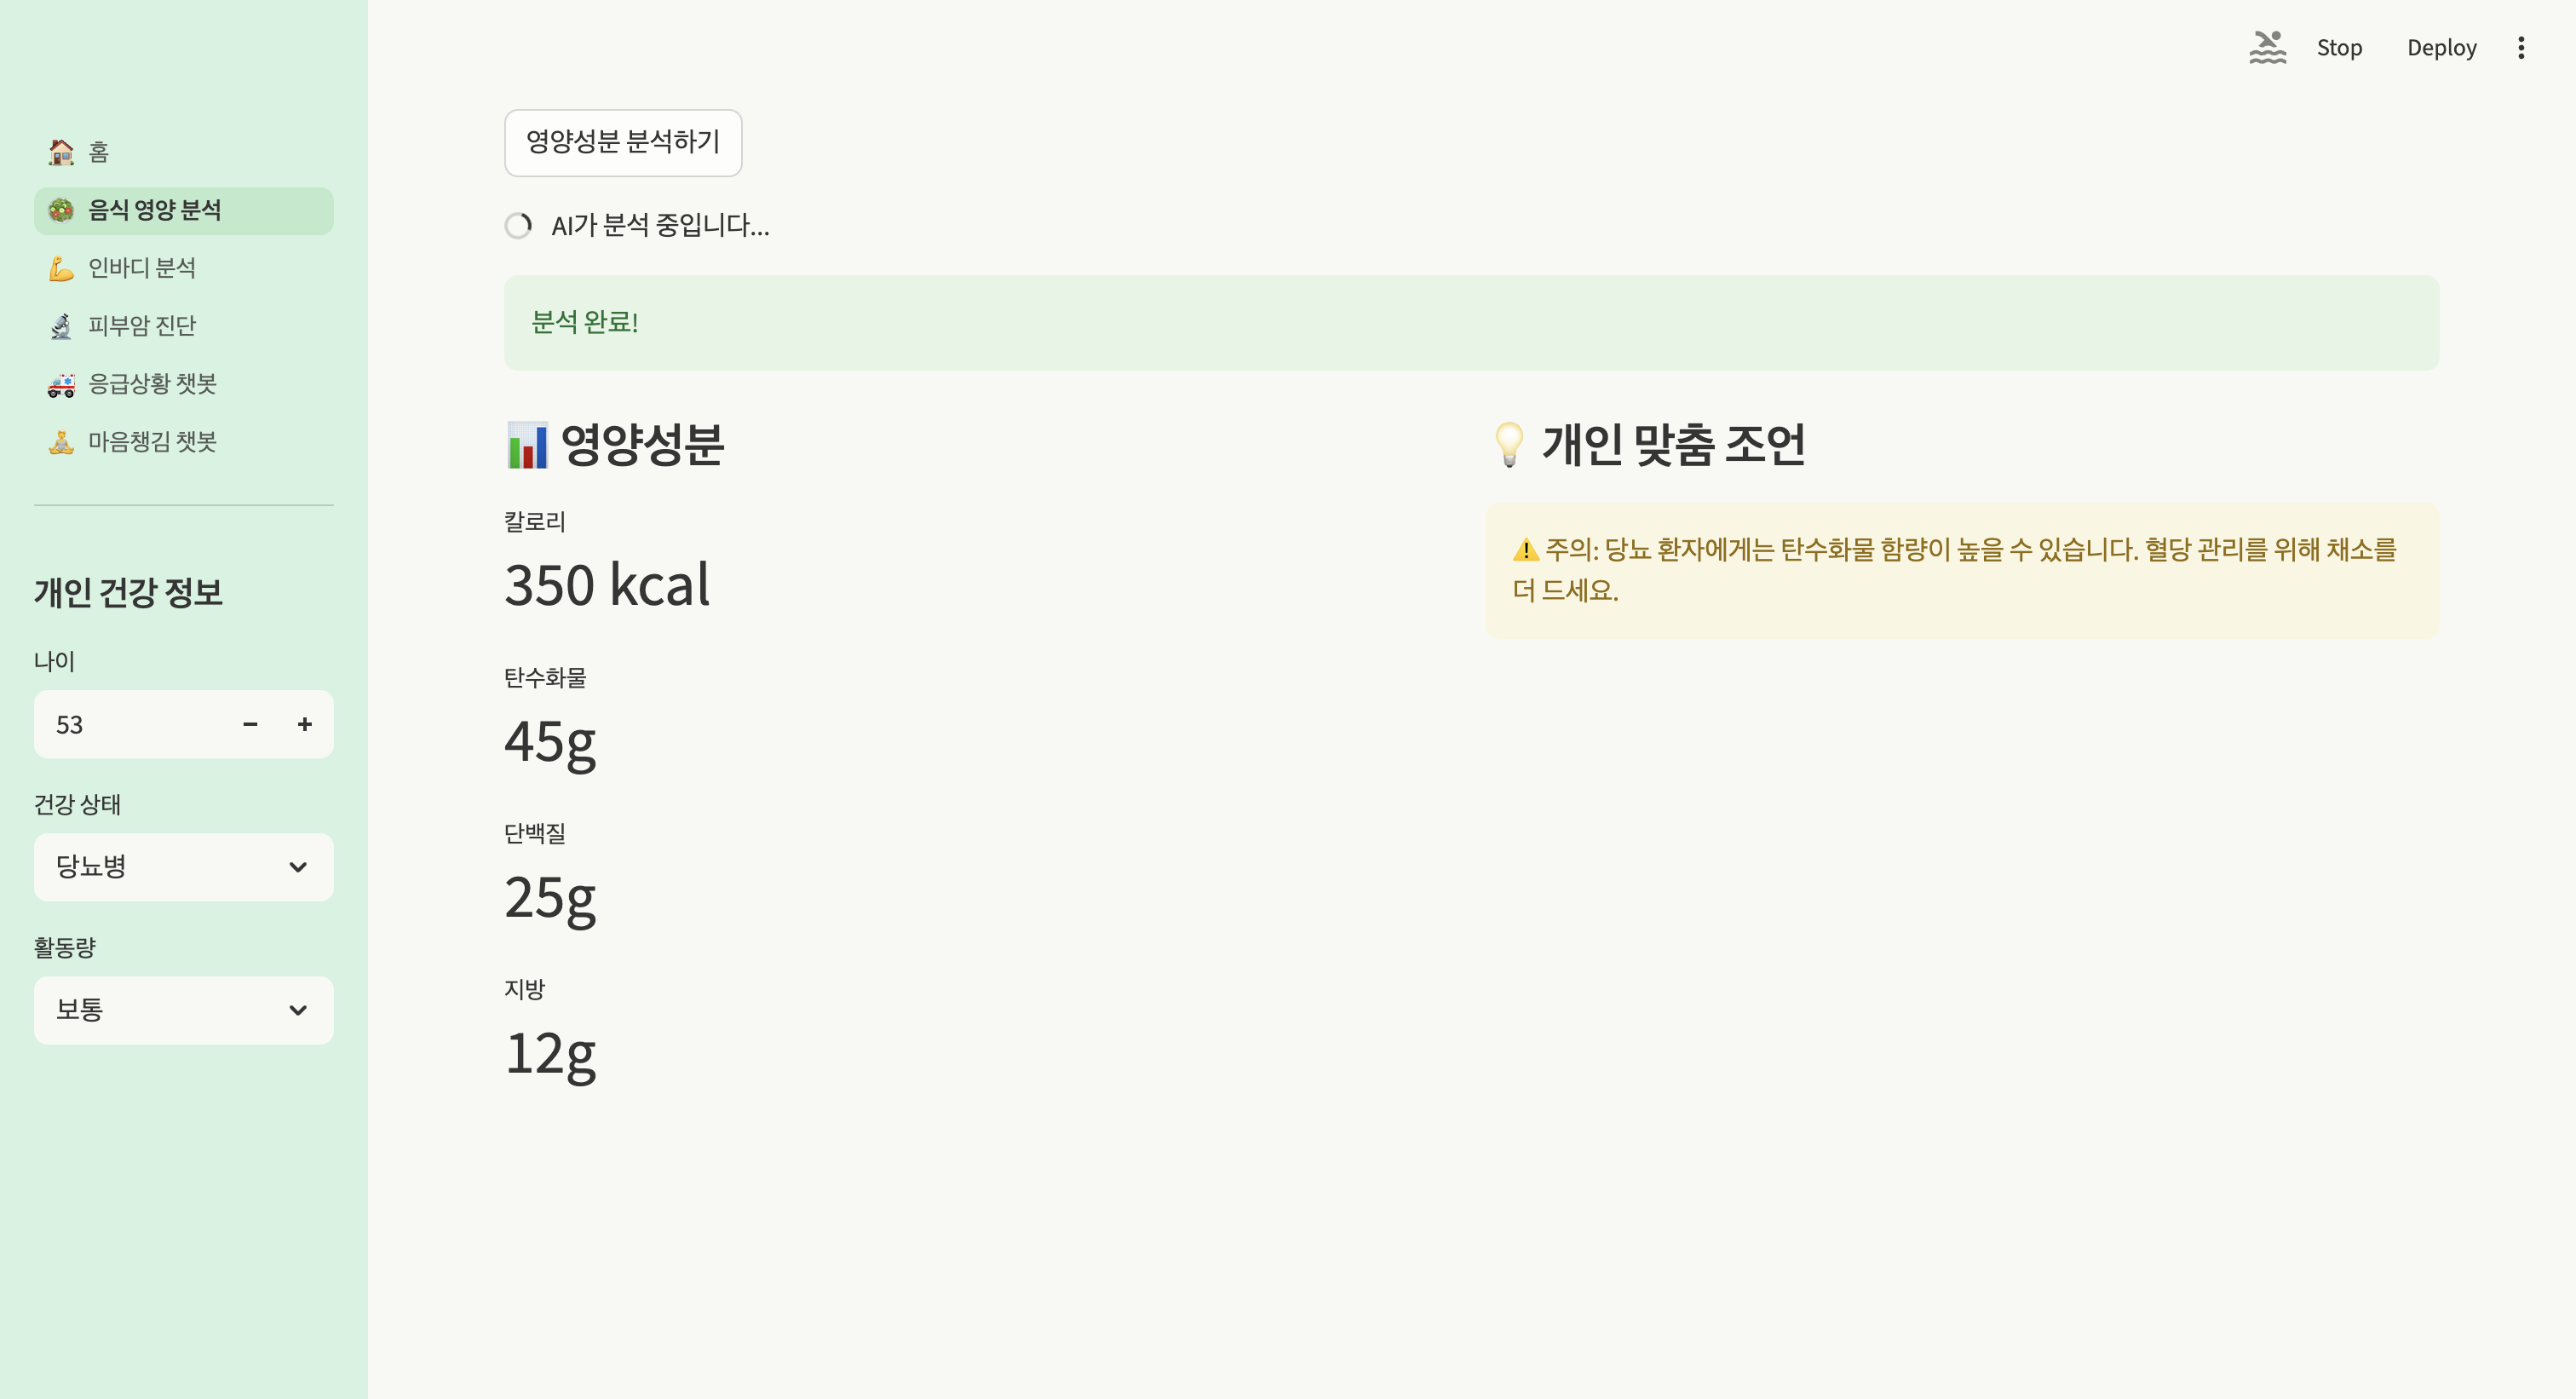 Stop
Deploy
홈
음식 영양 분석
인바디 분석
피부암 진단
응급상황 챗봇
마음챙김 챗봇
개인 건강 정보
나이
53
건강 상태
당뇨병
활동량
보통
영양성분 분석하기
AI가 분석 중입니다...
분석 완료!
영양성분
칼로리
350 kcal
탄수화물
45g
단백질
25g
지방
12g
개인 맞춤 조언
주의: 당뇨 환자에게는 탄수화물 함량이 높을 수 있습니다. 혈당 관리를 위해 채소를
더 드세요.